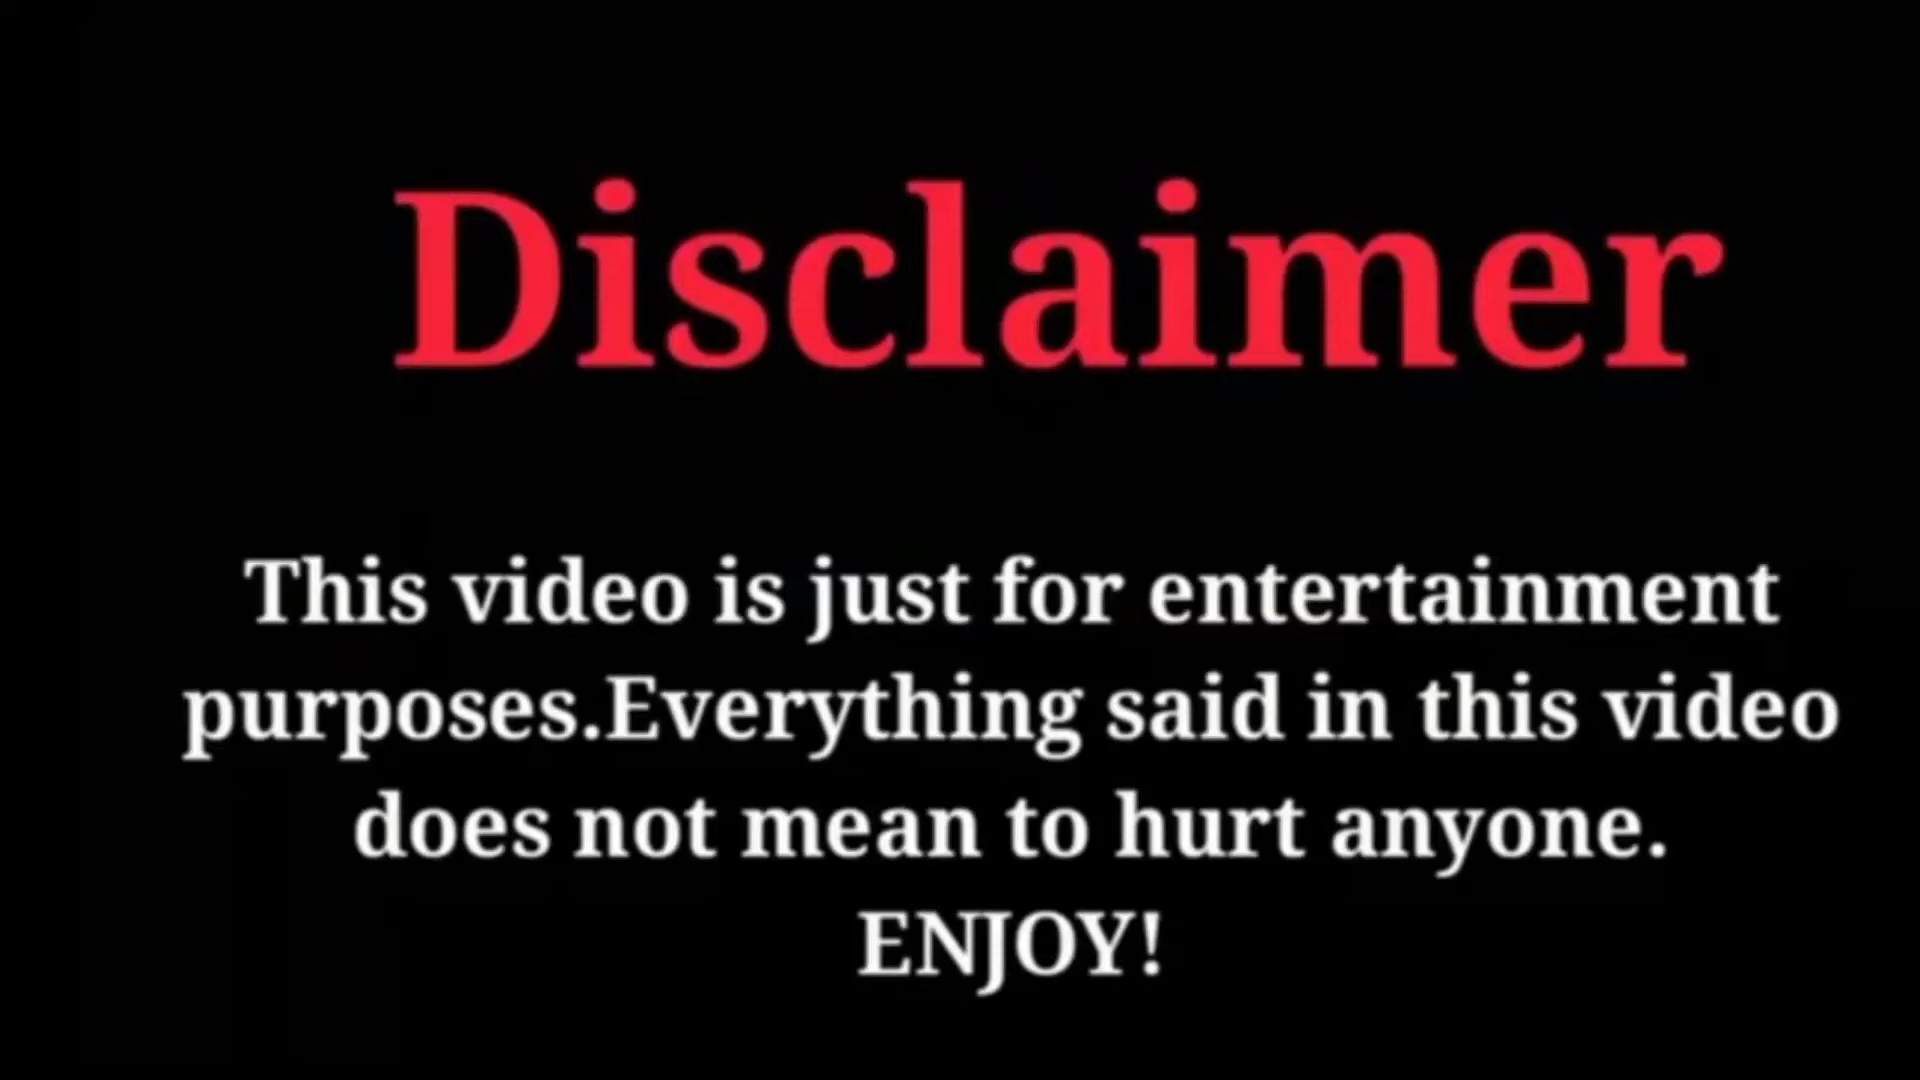 Disclaimer
This video is just for entertainment
purposes.Everything said in this video
does not mean to hurt anyone.
ENJOY!